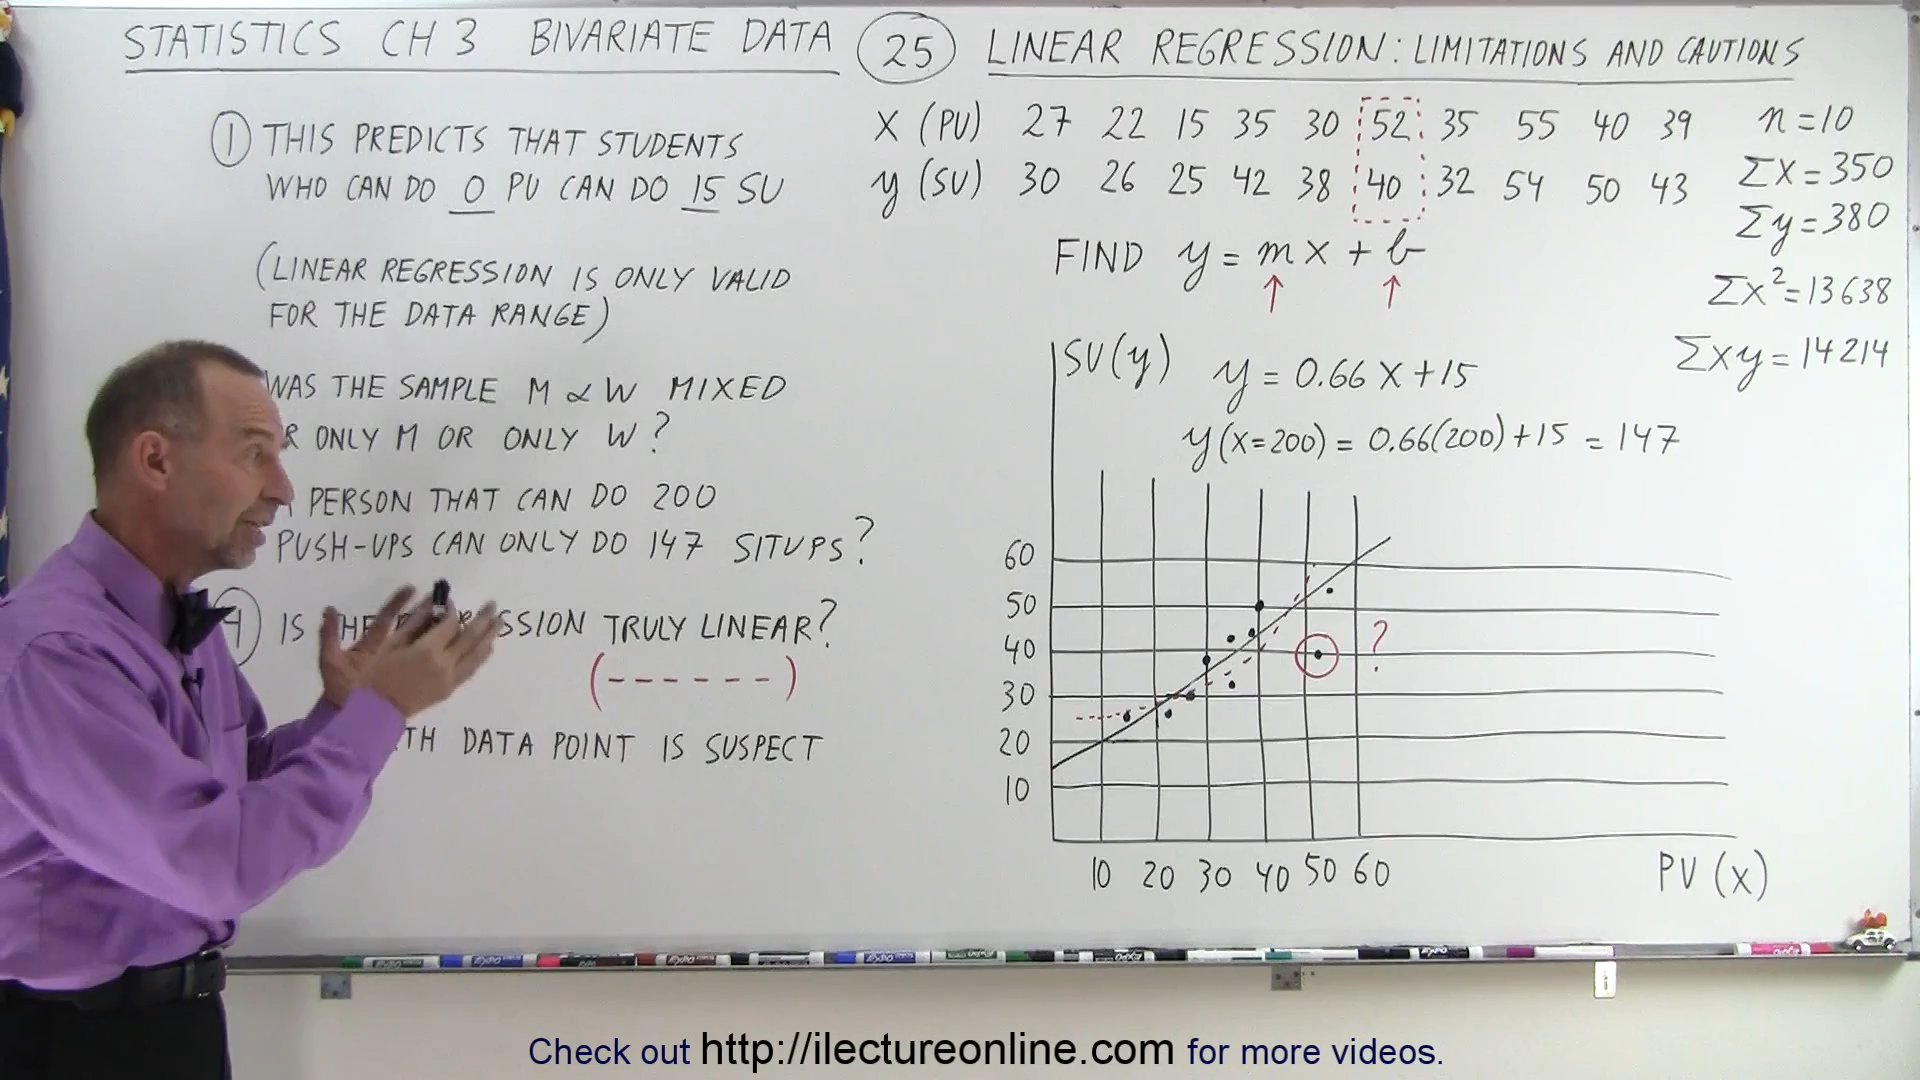 STATISTICS CH 3 BIVARIATE DATA 25 LINEAR REGRESSION: LIMITATIONS AND CAUTIONS
1 THIS PREDICTS THAT STUDENTS
WHO CAN DO 0 PU CAN DO 15 SU
(LINEAR REGRESSION IS ONLY VALID
FOR THE DATA RANGE)
WAS THE SAMPLE M & W MIXED
ONLY M OR ONLY W?
PERSON THAT CAN DO 200
PUSH-UPS CAN ONLY DO 147 SITUPS?
4 IS THE SSION TRULY LINEAR?
(------)
TH DATA POINT IS SUSPECT
X (PU) 27 22 15 35 30 52 35 55 40 39
y (SU) 30 26 25 42 38 40 32 54 50 43
n = 10
Σx = 350
Σy = 380
Σx² = 13638
Σxy = 14214
FIND y = mx + b
↑ ↑
SU(y) y = 0.66 X + 15
y(x=200) = 0.66(200) + 15 = 147
60
50
40 ?
30
20
10
10 20 30 40 50 60 PU (X)
Check out http://ilectureonline.com for more videos.